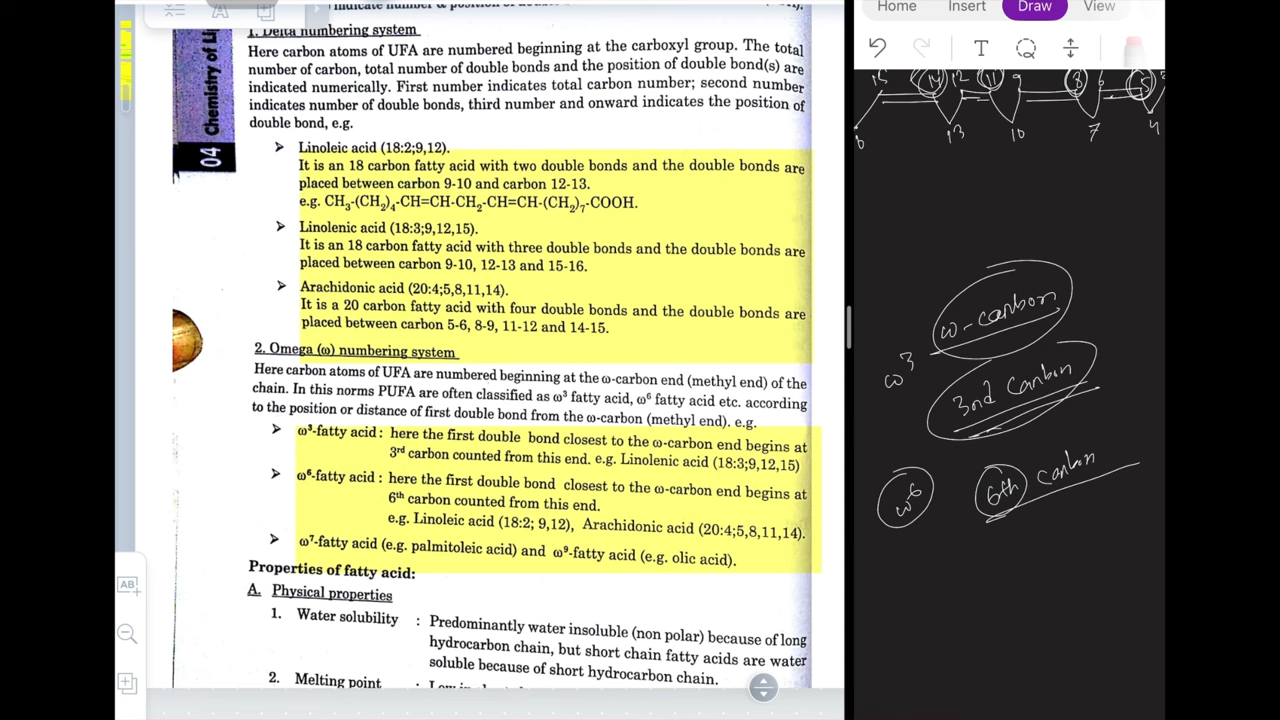 Home Insert Draw View
1. Delta numbering system
Here carbon atoms of UFA are numbered beginning at the carboxyl group. The total
number of carbon, total number of double bonds and the position of double bond(s) are
indicated numerically. First number indicates total carbon number; second number
indicates number of double bonds, third number and onward indicates the position of
double bond, e.g.
04 Chemistry of
➤ Linoleic acid (18:2;9,12).
It is an 18 carbon fatty acid with two double bonds and the double bonds are
placed between carbon 9-10 and carbon 12-13.
e.g. CH₃-(CH₂)₄-CH=CH-CH₂-CH=CH-(CH₂)₇-COOH.
➤ Linolenic acid (18:3;9,12,15).
It is an 18 carbon fatty acid with three double bonds and the double bonds are
placed between carbon 9-10, 12-13 and 15-16.
➤ Arachidonic acid (20:4;5,8,11,14).
It is a 20 carbon fatty acid with four double bonds and the double bonds are
placed between carbon 5-6, 8-9, 11-12 and 14-15.
2. Omega (ω) numbering system
Here carbon atoms of UFA are numbered beginning at the ω-carbon end (methyl end) of the
chain. In this norms PUFA are often classified as ω³ fatty acid, ω⁶ fatty acid etc. according
to the position or distance of first double bond from the ω-carbon (methyl end). e.g.
➤ ω³-fatty acid : here the first double bond closest to the ω-carbon end begins at
3rd carbon counted from this end. e.g. Linolenic acid (18:3;9,12,15)
➤ ω⁶-fatty acid : here the first double bond closest to the ω-carbon end begins at
6th carbon counted from this end.
e.g. Linoleic acid (18:2; 9,12), Arachidonic acid (20:4;5,8,11,14).
➤ ω⁷-fatty acid (e.g. palmitoleic acid) and ω⁹-fatty acid (e.g. olic acid).
Properties of fatty acid:
A. Physical properties
1. Water solubility : Predominantly water insoluble (non polar) because of long
hydrocarbon chain, but short chain fatty acids are water
soluble because of short hydrocarbon chain.
2. Melting point :
13 10 7 4
ω-carbon
ω³
3rd carbon
ω⁶ 6th carbon